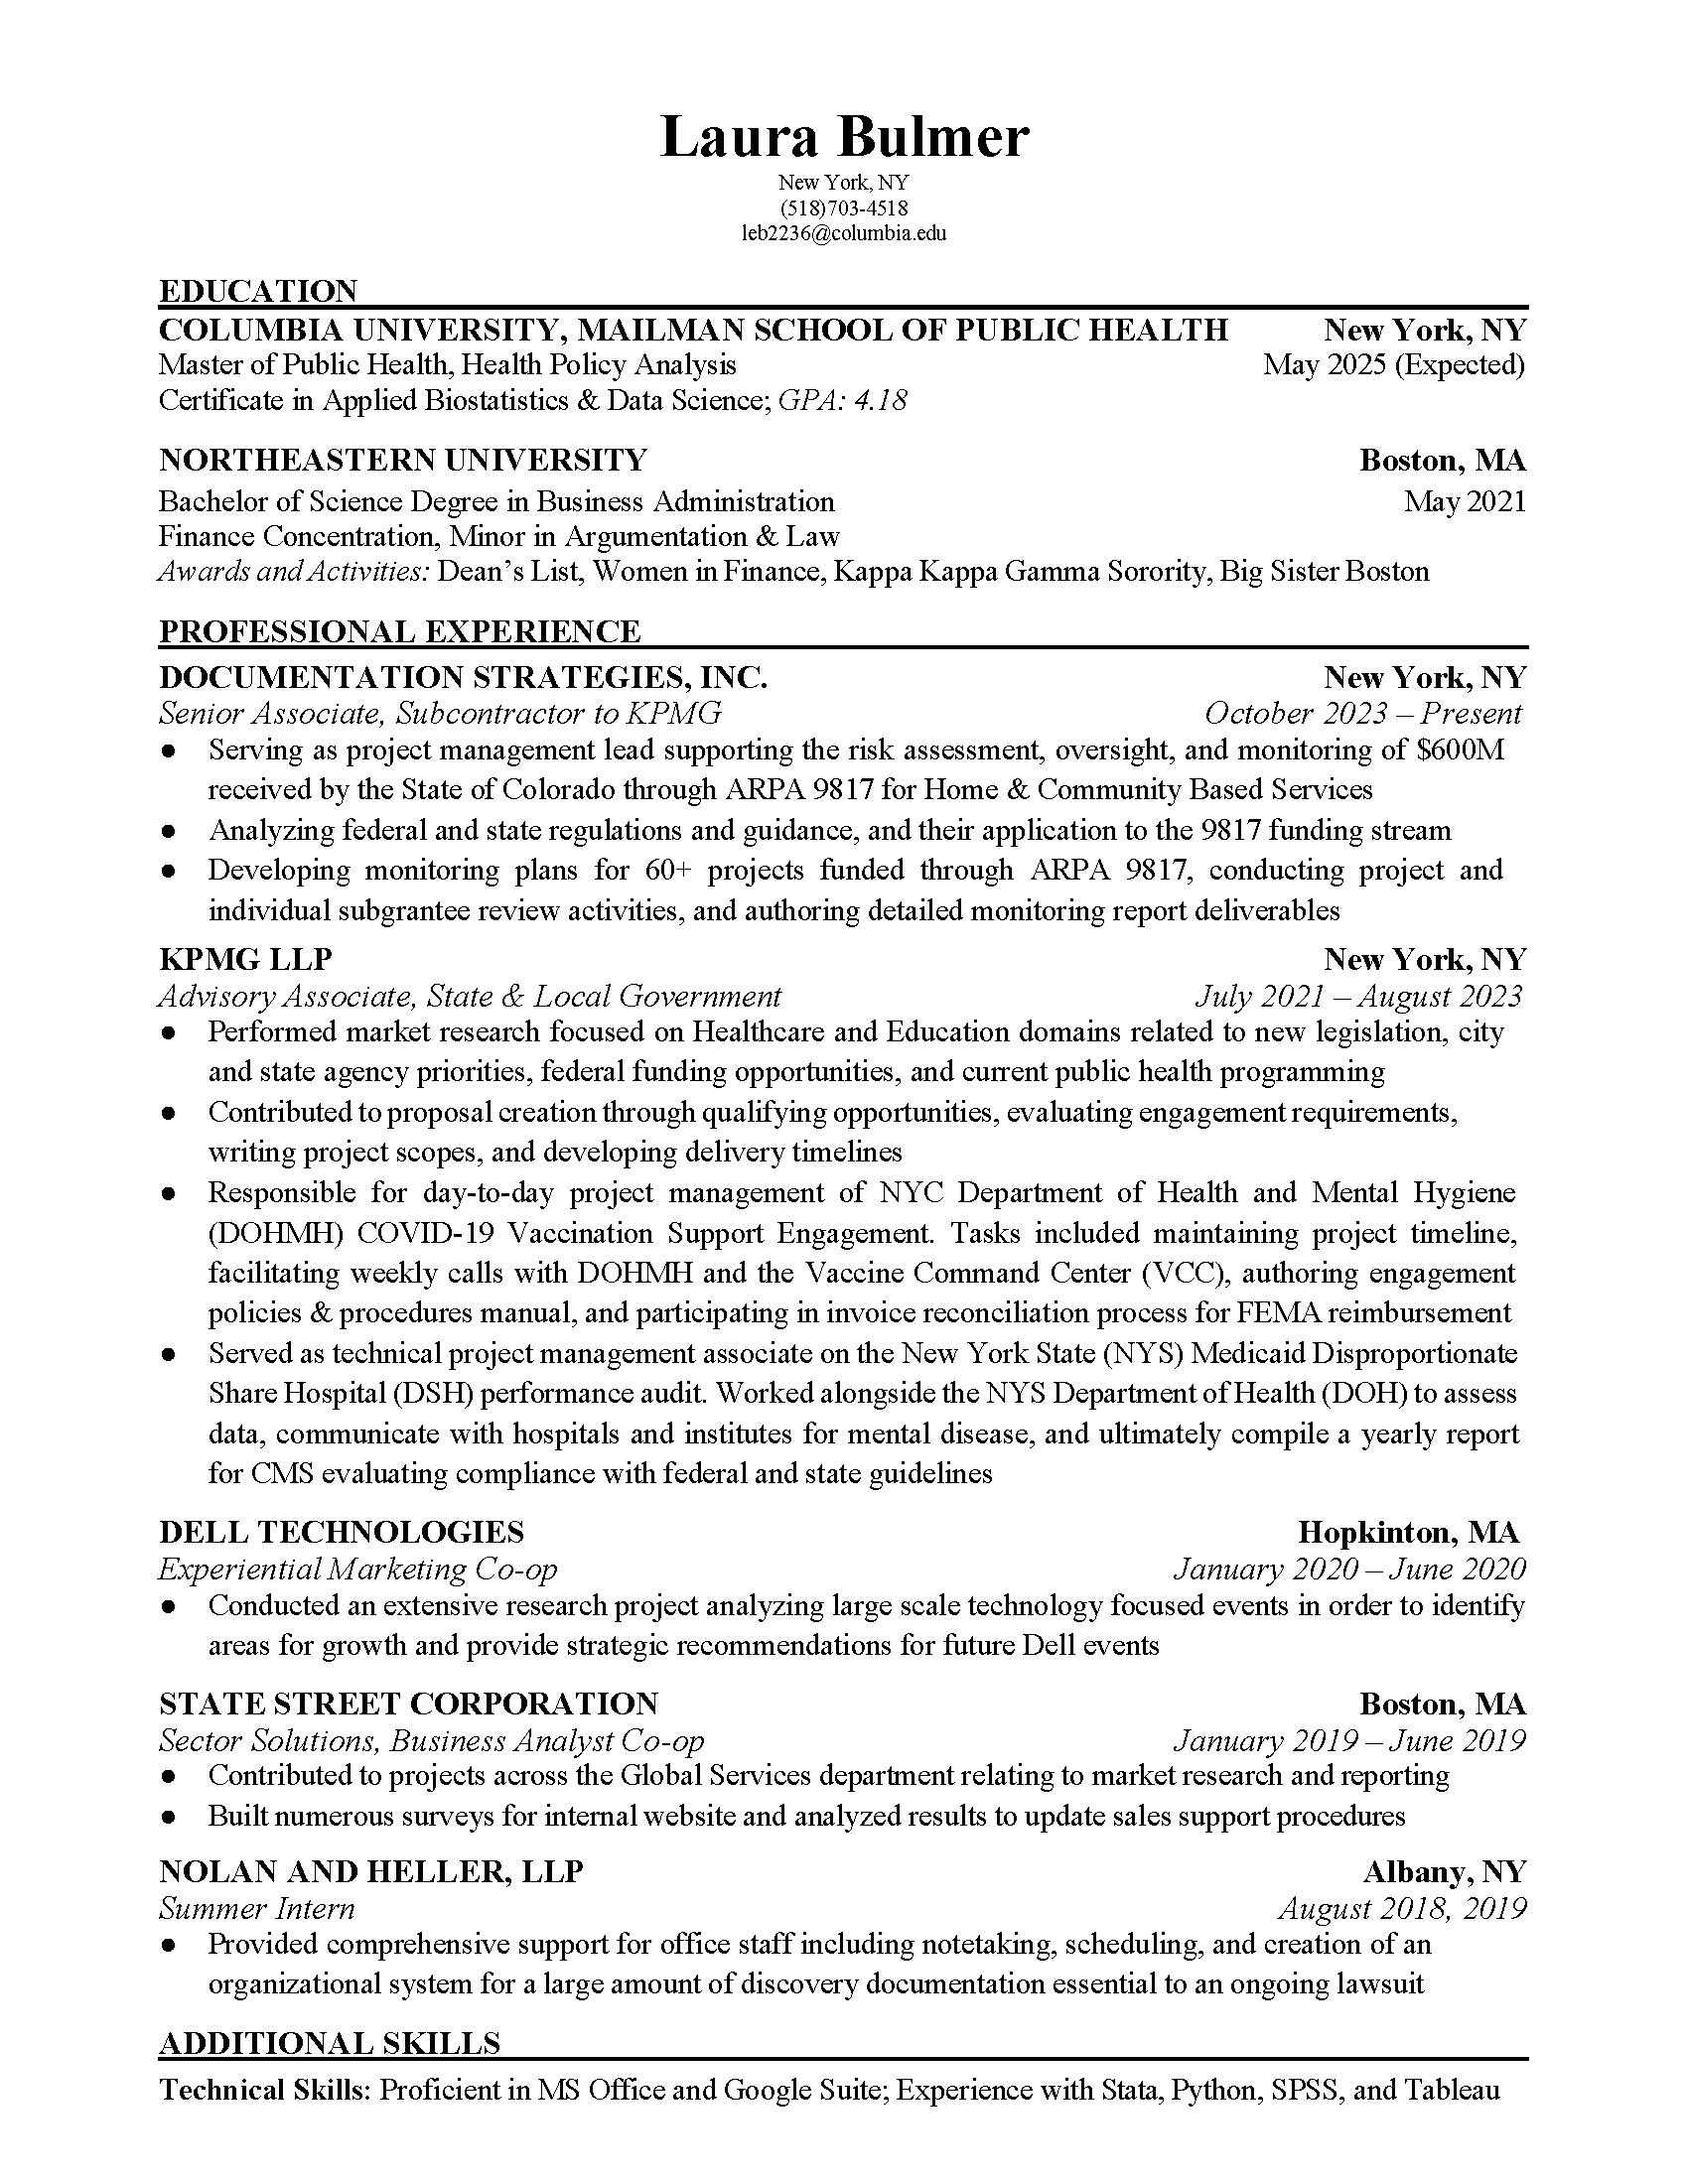 Laura Bulmer
New York, NY
(518)703-4518
leb2236@columbia.edu
EDUCATION
COLUMBIA UNIVERSITY, MAILMAN SCHOOL OF PUBLIC HEALTH New York, NY
Master of Public Health, Health Policy Analysis May 2025 (Expected)
Certificate in Applied Biostatistics & Data Science; GPA: 4.18
NORTHEASTERN UNIVERSITY Boston, MA
Bachelor of Science Degree in Business Administration May 2021
Finance Concentration, Minor in Argumentation & Law
Awards and Activities: Dean’s List, Women in Finance, Kappa Kappa Gamma Sorority, Big Sister Boston
PROFESSIONAL EXPERIENCE
DOCUMENTATION STRATEGIES, INC. New York, NY
Senior Associate, Subcontractor to KPMG October 2023 – Present
● Serving as project management lead supporting the risk assessment, oversight, and monitoring of $600M
received by the State of Colorado through ARPA 9817 for Home & Community Based Services
● Analyzing federal and state regulations and guidance, and their application to the 9817 funding stream
● Developing monitoring plans for 60+ projects funded through ARPA 9817, conducting project and
individual subgrantee review activities, and authoring detailed monitoring report deliverables
KPMG LLP New York, NY
Advisory Associate, State & Local Government July 2021 – August 2023
● Performed market research focused on Healthcare and Education domains related to new legislation, city
and state agency priorities, federal funding opportunities, and current public health programming
● Contributed to proposal creation through qualifying opportunities, evaluating engagement requirements,
writing project scopes, and developing delivery timelines
● Responsible for day-to-day project management of NYC Department of Health and Mental Hygiene
(DOHMH) COVID-19 Vaccination Support Engagement. Tasks included maintaining project timeline,
facilitating weekly calls with DOHMH and the Vaccine Command Center (VCC), authoring engagement
policies & procedures manual, and participating in invoice reconciliation process for FEMA reimbursement
● Served as technical project management associate on the New York State (NYS) Medicaid Disproportionate
Share Hospital (DSH) performance audit. Worked alongside the NYS Department of Health (DOH) to assess
data, communicate with hospitals and institutes for mental disease, and ultimately compile a yearly report
for CMS evaluating compliance with federal and state guidelines
DELL TECHNOLOGIES Hopkinton, MA
Experiential Marketing Co-op January 2020 – June 2020
● Conducted an extensive research project analyzing large scale technology focused events in order to identify
areas for growth and provide strategic recommendations for future Dell events
STATE STREET CORPORATION Boston, MA
Sector Solutions, Business Analyst Co-op January 2019 – June 2019
● Contributed to projects across the Global Services department relating to market research and reporting
● Built numerous surveys for internal website and analyzed results to update sales support procedures
NOLAN AND HELLER, LLP Albany, NY
Summer Intern August 2018, 2019
● Provided comprehensive support for office staff including notetaking, scheduling, and creation of an
organizational system for a large amount of discovery documentation essential to an ongoing lawsuit
ADDITIONAL SKILLS
Technical Skills: Proficient in MS Office and Google Suite; Experience with Stata, Python, SPSS, and Tableau